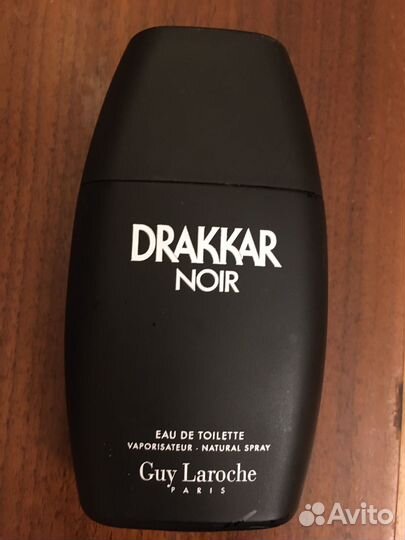 DRAKKAR
NOIR
EAU DE TOILETTE
VAPORISATEUR · NATURAL SPRAY
Guy Laroche
PARIS
Avito